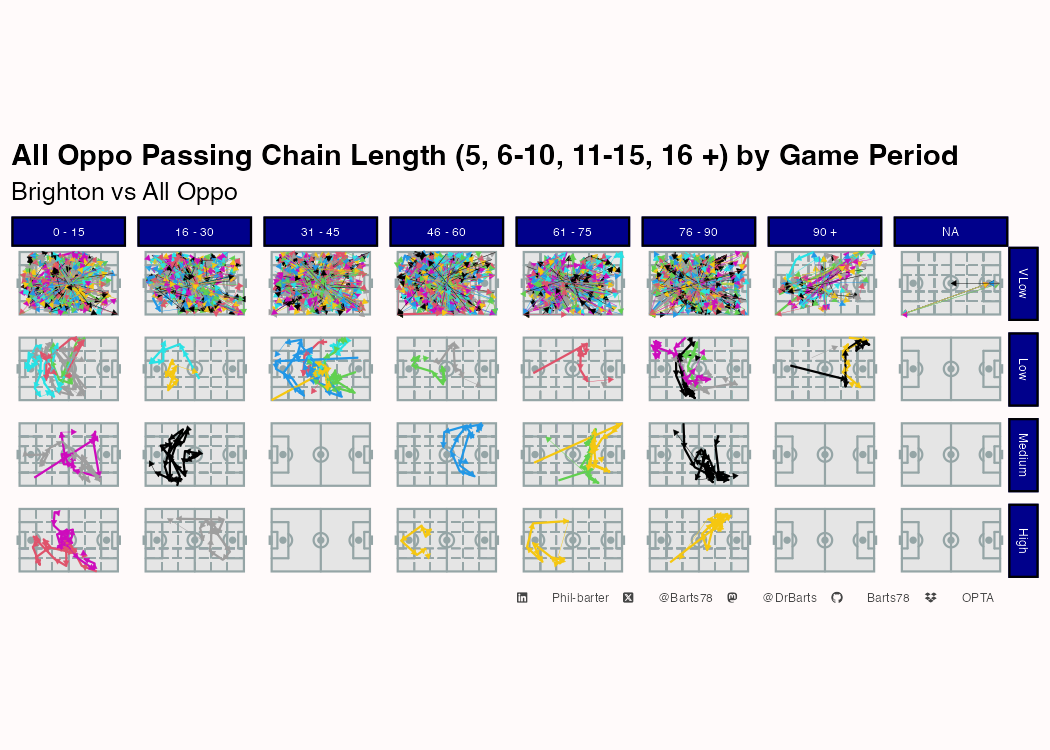 All Oppo Passing Chain Length (5, 6-10, 11-15, 16 +) by Game Period
Brighton vs All Oppo
0 - 15 16 - 30 31 - 45 46 - 60 61 - 75 76 - 90 90 + NA
VLow
Low
Medium
High
Phil-barter @Barts78 @DrBarts Barts78 OPTA